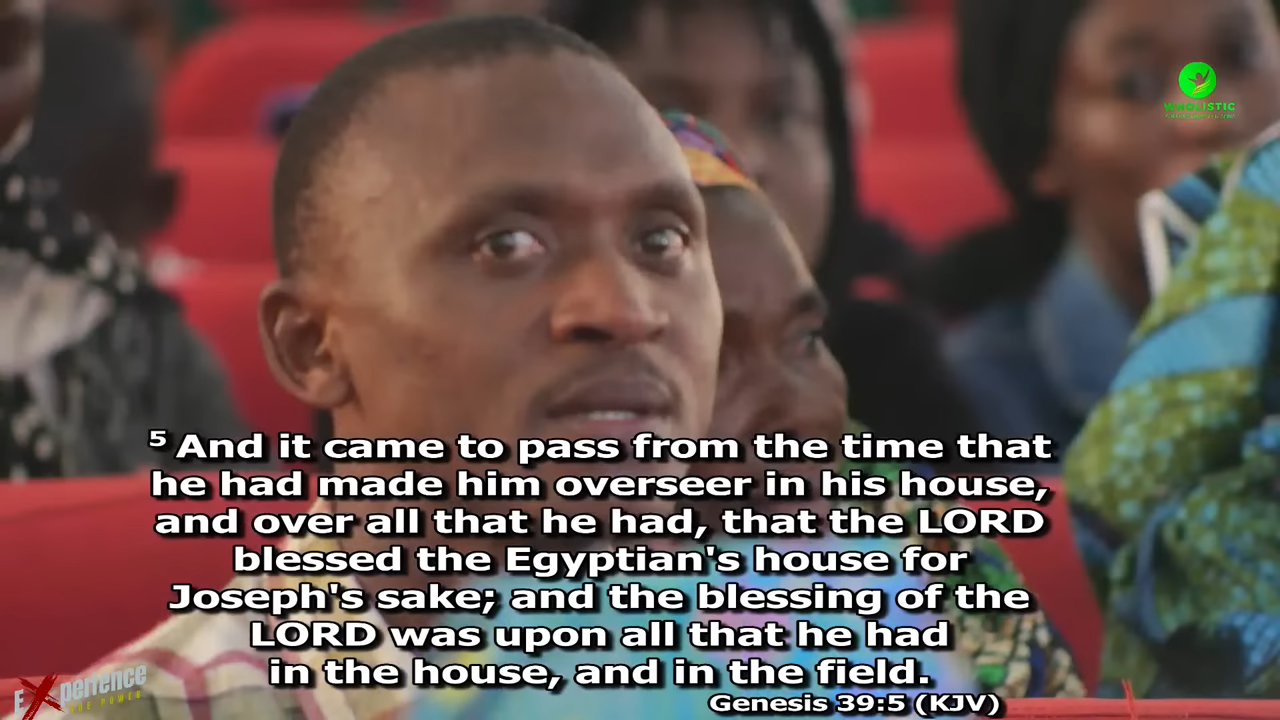 WHOLISTIC
5 And it came to pass from the time that
he had made him overseer in his house,
and over all that he had, that the LORD
blessed the Egyptian's house for
Joseph's sake; and the blessing of the
LORD was upon all that he had
in the house, and in the field.
Genesis 39:5 (KJV)
Experience
THE POWER